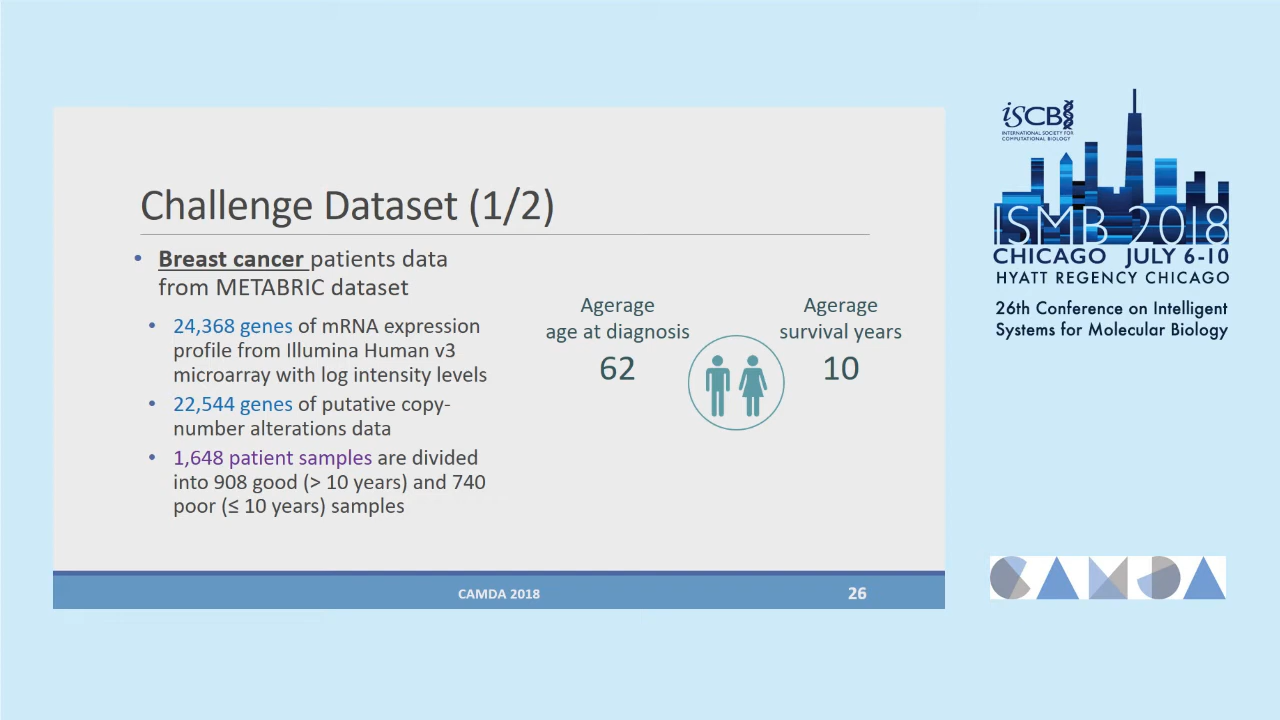 Challenge Dataset (1/2)
• Breast cancer patients data
from METABRIC dataset
• 24,368 genes of mRNA expression
profile from Illumina Human v3
microarray with log intensity levels
• 22,544 genes of putative copy-
number alterations data
• 1,648 patient samples are divided
into 908 good (> 10 years) and 740
poor (≤ 10 years) samples
Agerage
age at diagnosis
62
Agerage
survival years
10
CAMDA 2018
26
iSCB
INTERNATIONAL SOCIETY FOR
COMPUTATIONAL BIOLOGY
ISMB 2018
CHICAGO JULY 6-10
HYATT REGENCY CHICAGO
26th Conference on Intelligent
Systems for Molecular Biology
CAMDA